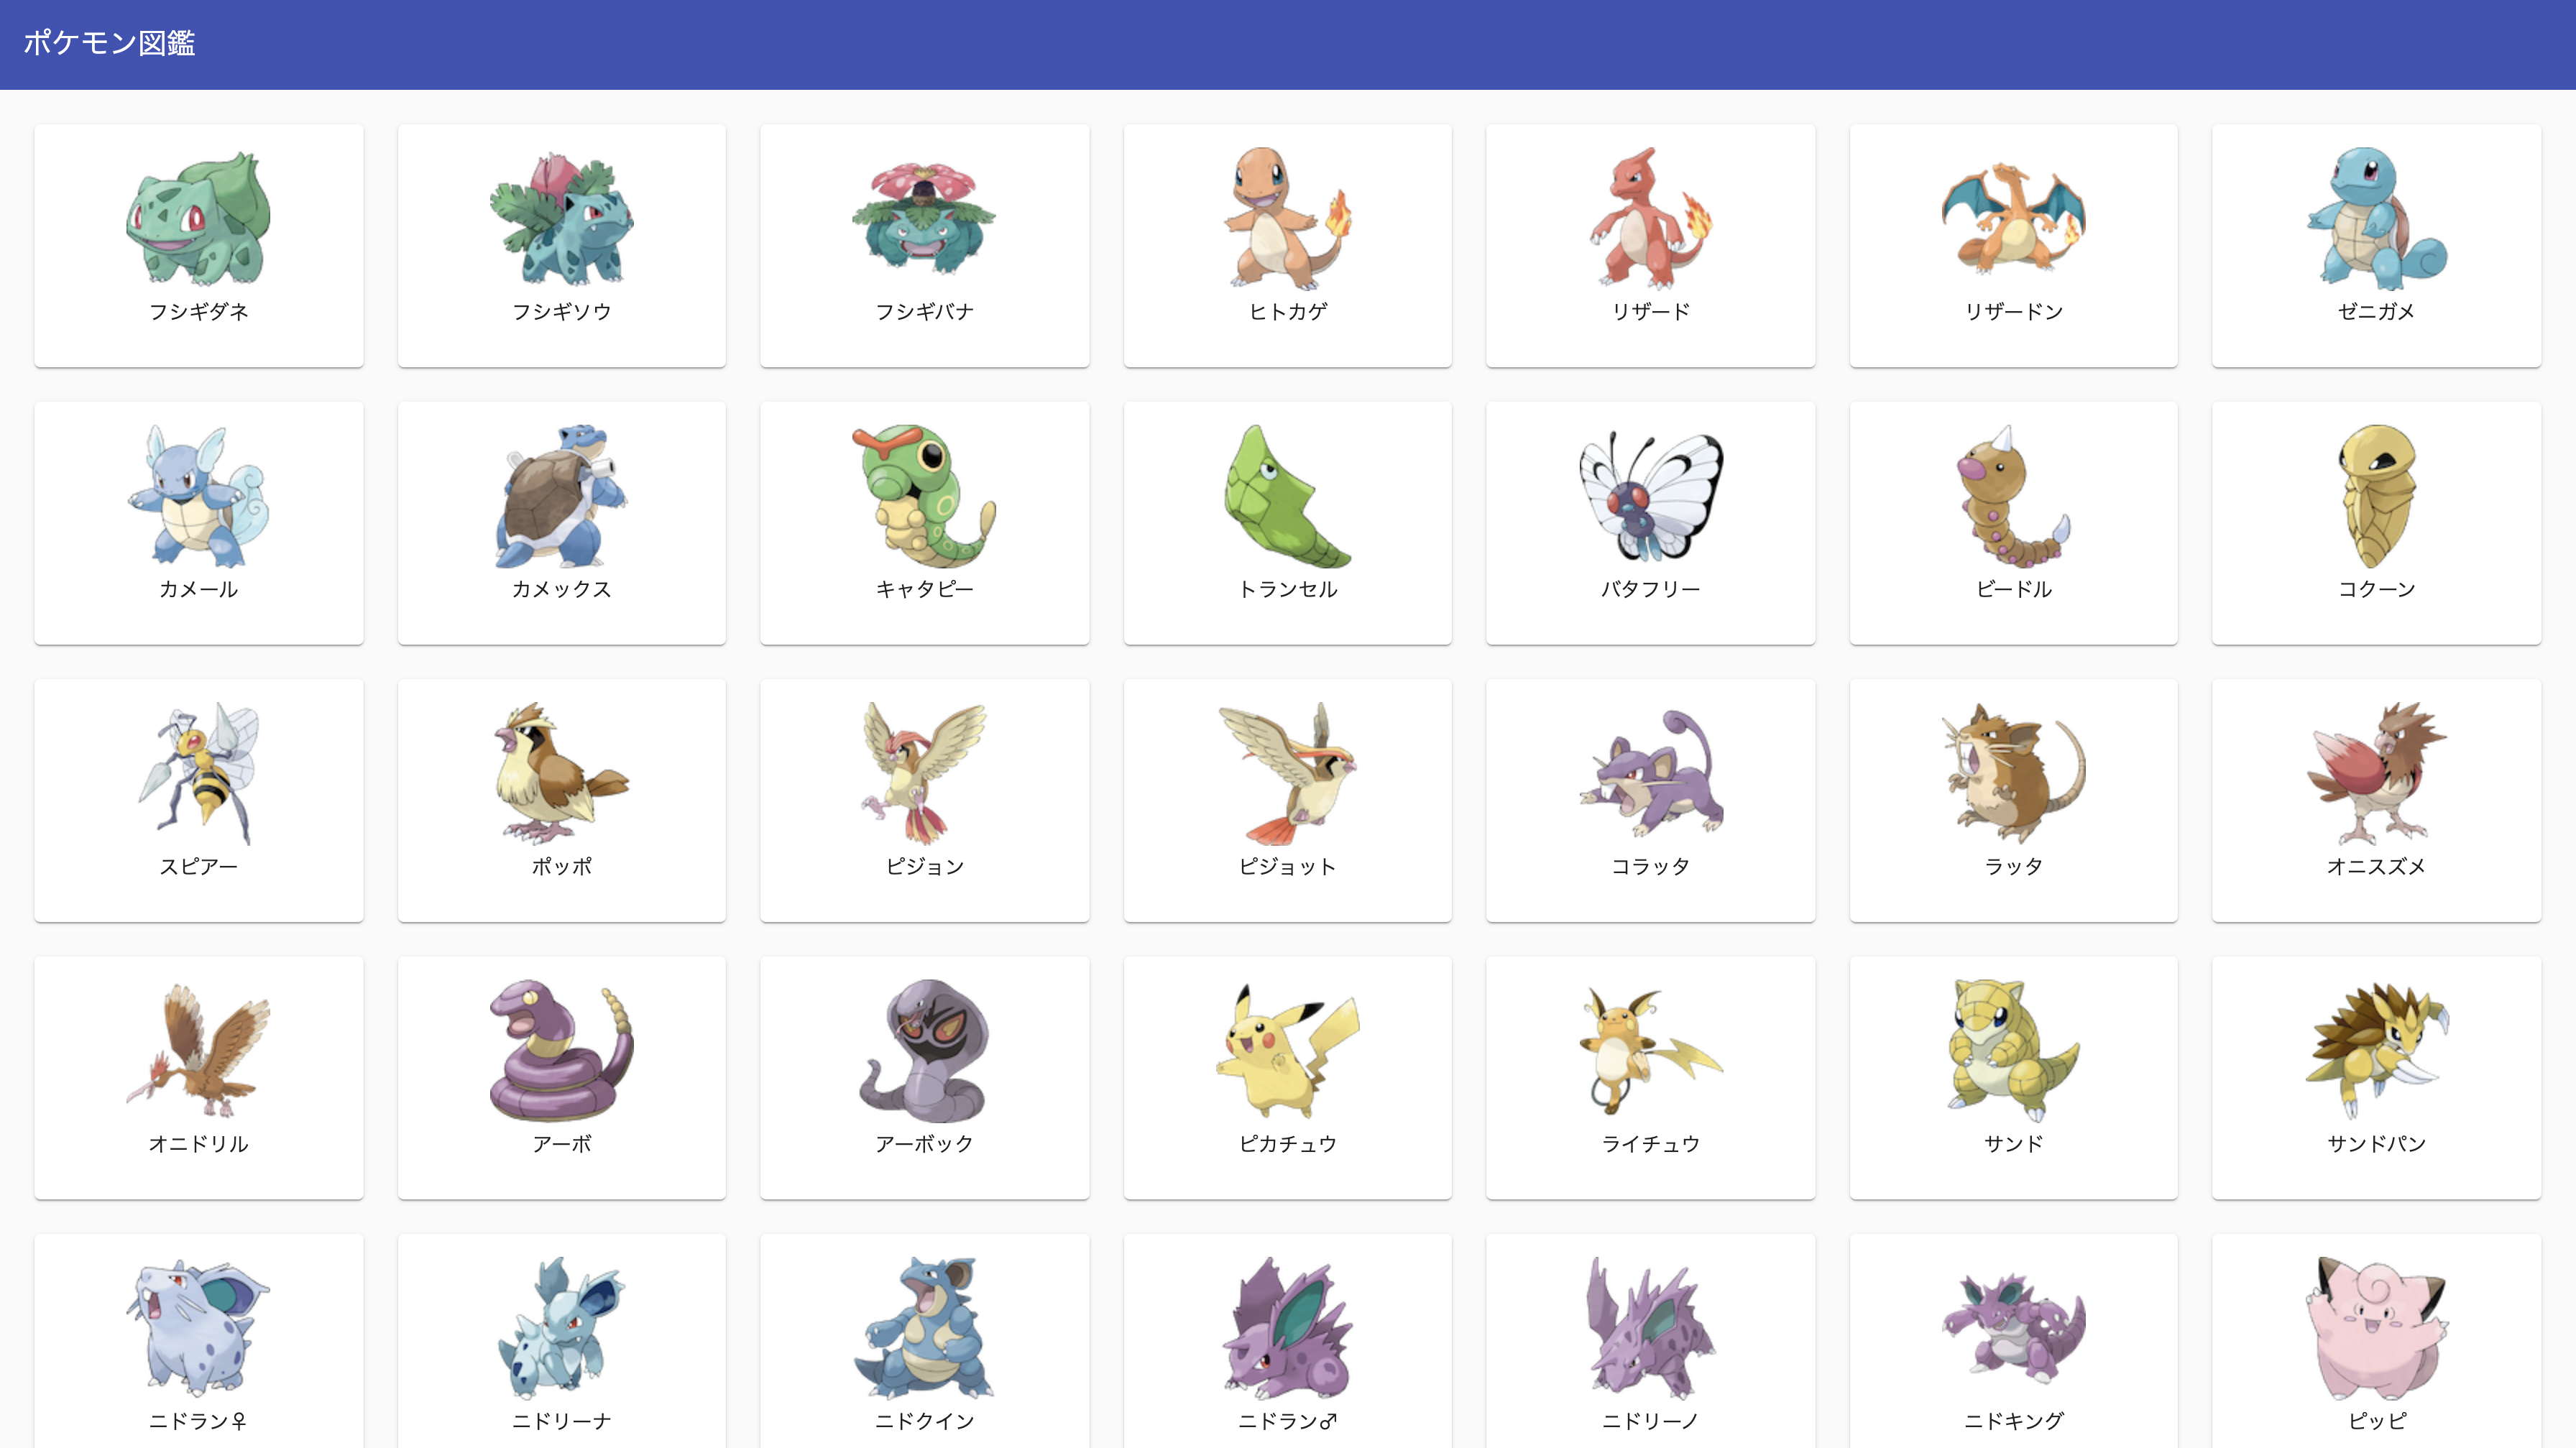 ポケモン図鑑
フシギダネ
フシギソウ
フシギバナ
ヒトカゲ
リザード
リザードン
ゼニガメ
カメール
カメックス
キャタピー
トランセル
バタフリー
ビードル
コクーン
スピアー
ポッポ
ピジョン
ピジョット
コラッタ
ラッタ
オニスズメ
オニドリル
アーボ
アーボック
ピカチュウ
ライチュウ
サンド
サンドパン
ニドラン♀
ニドリーナ
ニドクイン
ニドラン♂
ニドリーノ
ニドキング
ピッピ